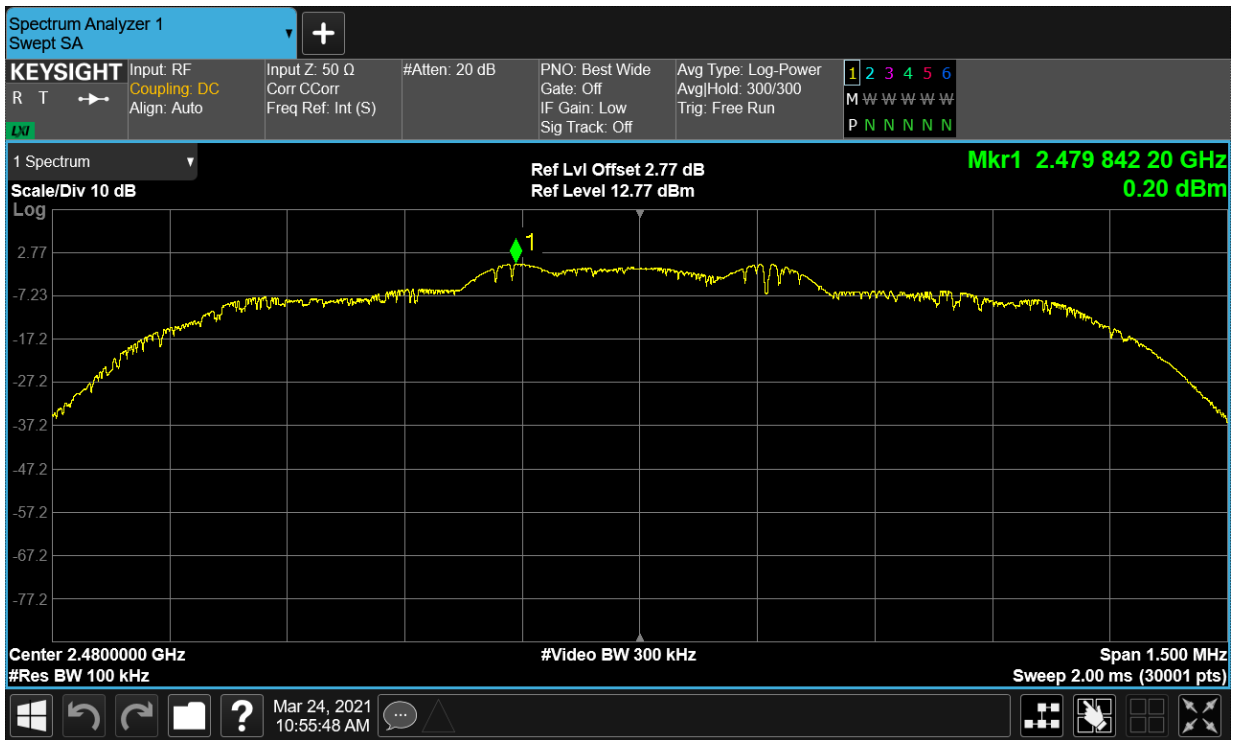 Spectrum Analyzer 1
Swept SA
KEYSIGHT
R T
LXI
Input: RF
Coupling: DC
Align: Auto
Input Z: 50 Ω
Corr CCorr
Freq Ref: Int (S)
#Atten: 20 dB
PNO: Best Wide
Gate: Off
IF Gain: Low
Sig Track: Off
Avg Type: Log-Power
Avg|Hold: 300/300
Trig: Free Run
1 2 3 4 5 6
M W W W W W
P N N N N N
1 Spectrum
Scale/Div 10 dB
Log
Ref Lvl Offset 2.77 dB
Ref Level 12.77 dBm
Mkr1 2.479 842 20 GHz
0.20 dBm
1
2.77
-7.23
-17.2
-27.2
-37.2
-47.2
-57.2
-67.2
-77.2
Center 2.4800000 GHz
#Res BW 100 kHz
#Video BW 300 kHz
Span 1.500 MHz
Sweep 2.00 ms (30001 pts)
?
Mar 24, 2021
10:55:48 AM